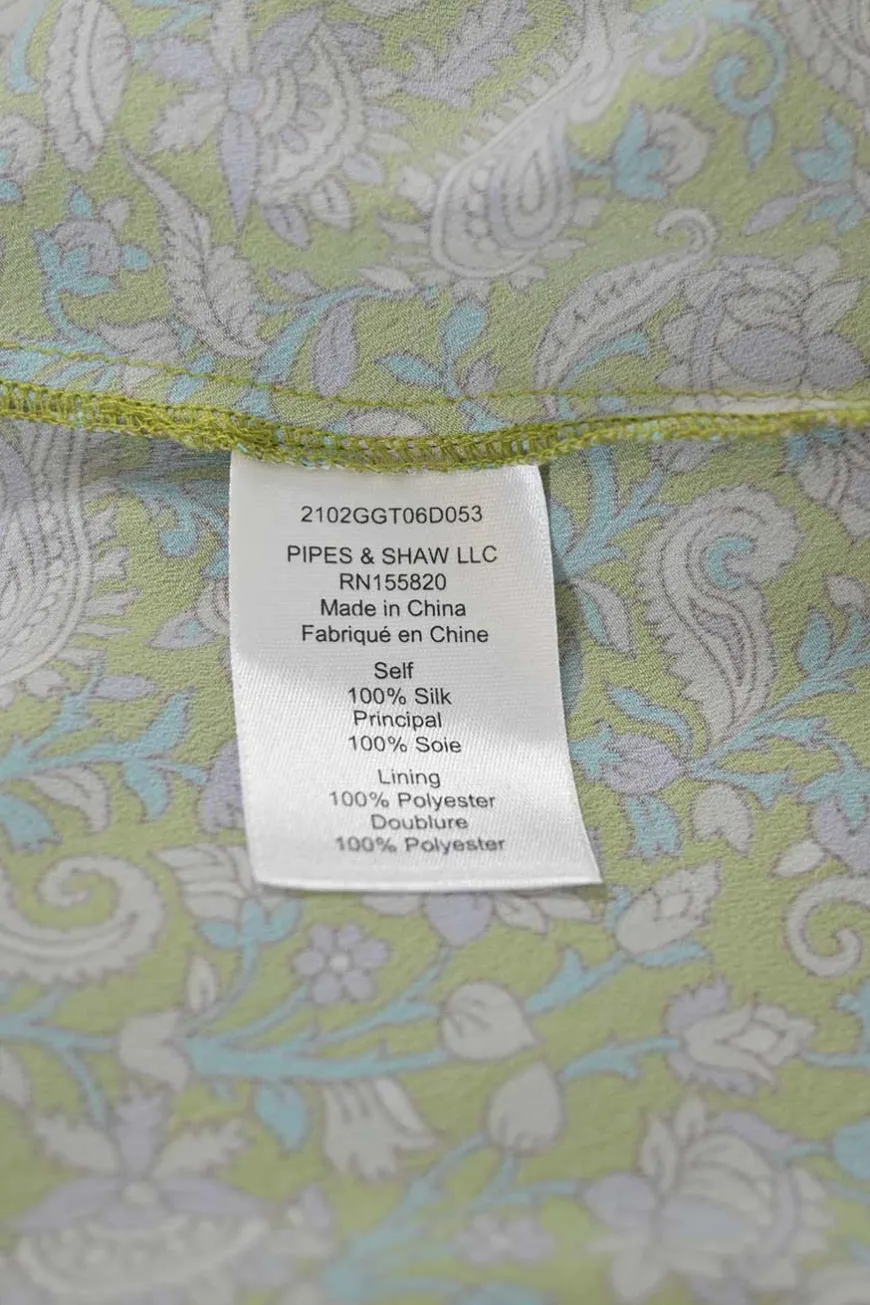 2102GGT06D053
PIPES & SHAW LLC
RN155820
Made in China
Fabriqué en Chine
Self
100% Silk
Principal
100% Soie
Lining
100% Polyester
Doublure
100% Polyester